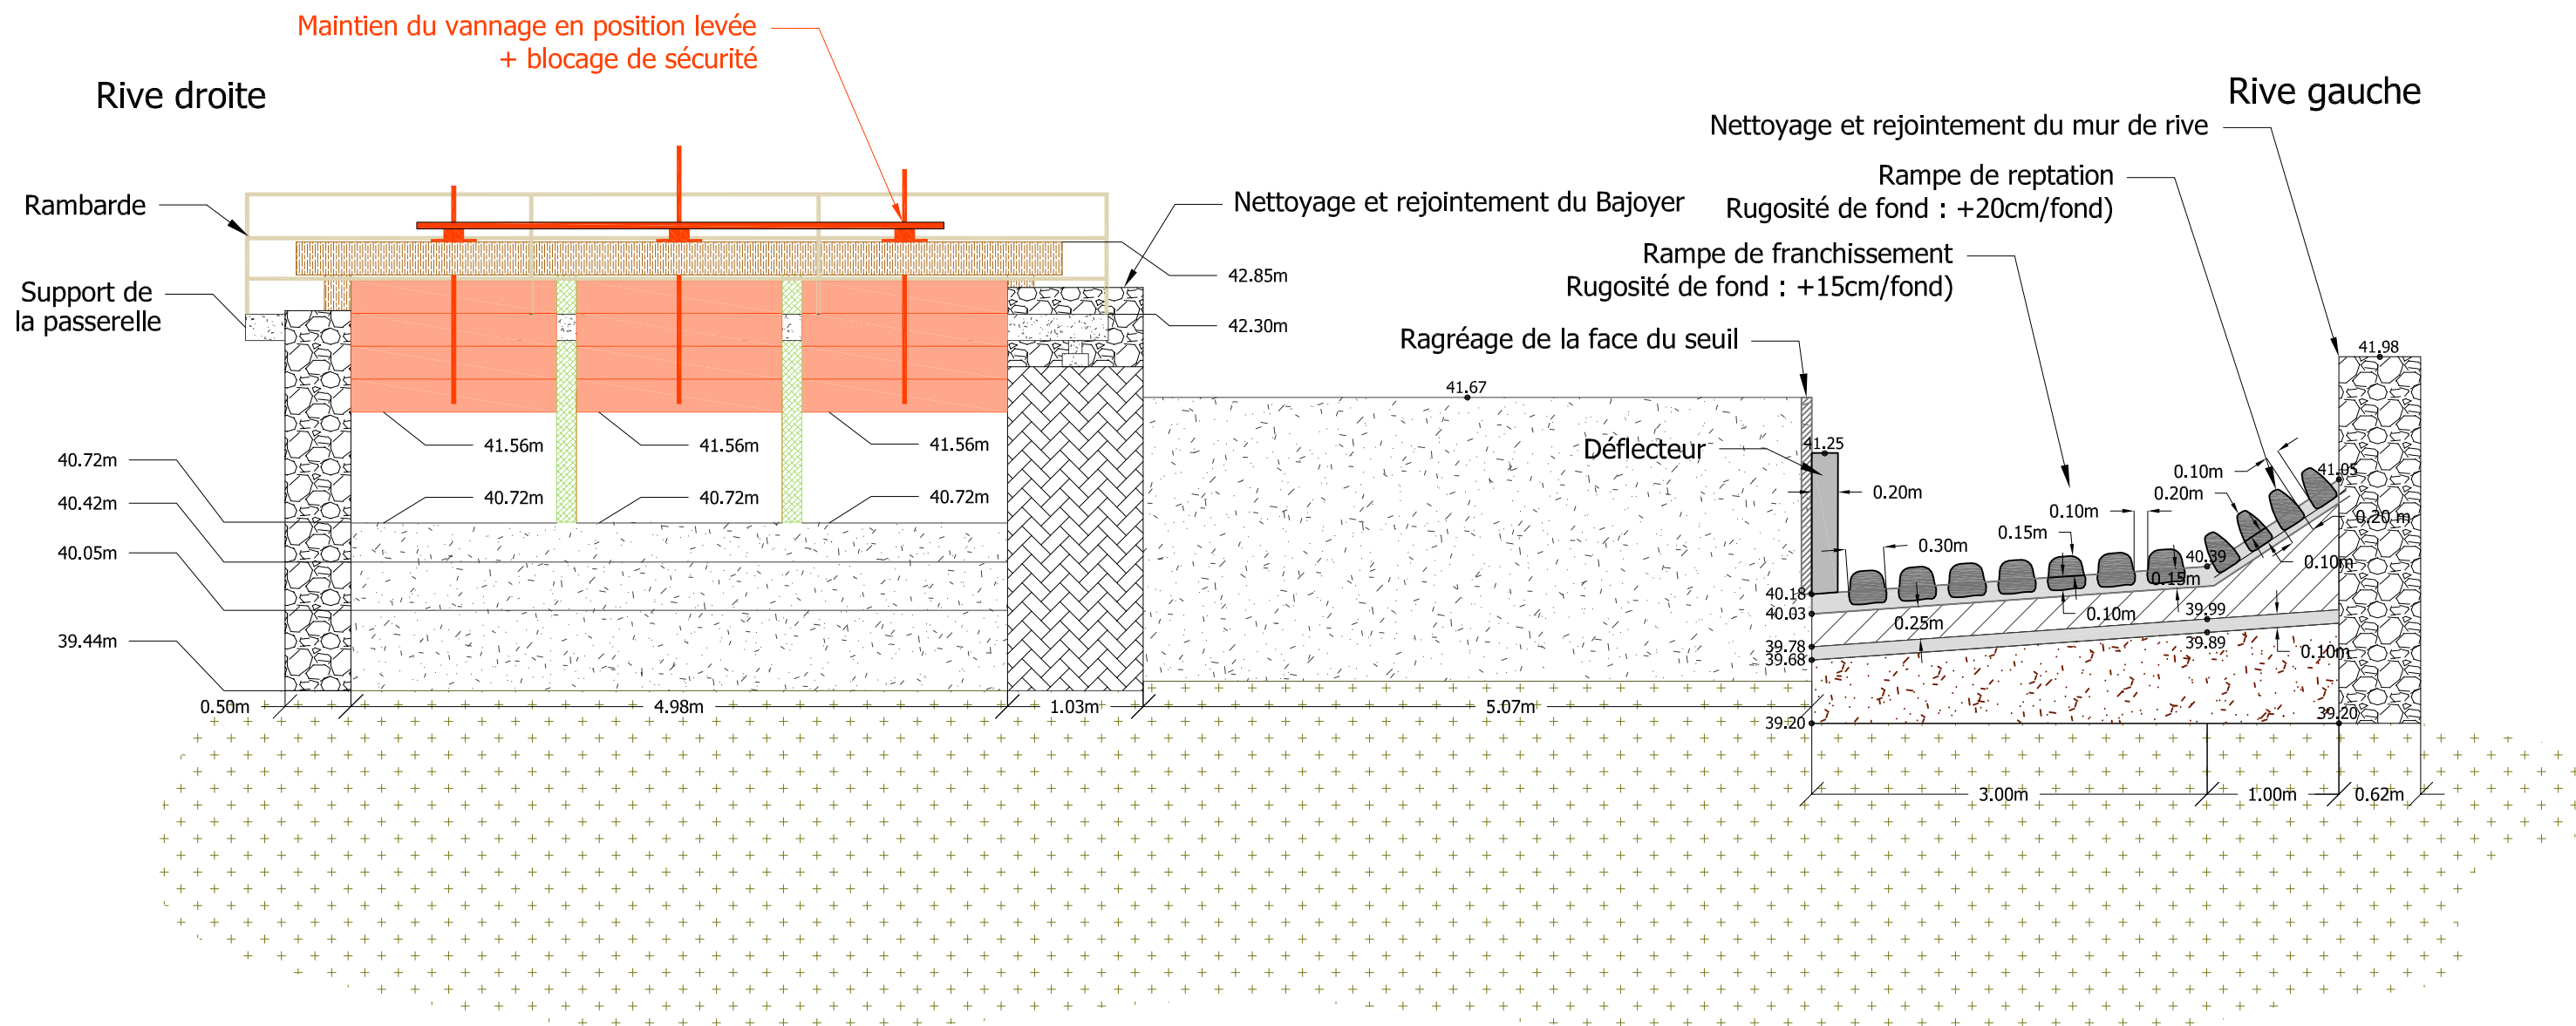 Maintien du vannage en position levée
+ blocage de sécurité
Rive droite
Rive gauche
Nettoyage et rejointement du mur de rive
Rampe de reptation
Rugosité de fond : +20cm/fond)
Rambarde
Nettoyage et rejointement du Bajoyer
Rampe de franchissement
Rugosité de fond : +15cm/fond)
42.85m
Support de
la passerelle
42.30m
Ragréage de la face du seuil
41.98
41.67
41.56m
41.56m
41.56m
Déflecteur
41.25
40.72m
40.72m
40.72m
40.72m
40.42m
40.05m
39.44m
0.20m
0.10m
0.20m
41.05
0.10m
0.15m
0.30m
0.20 m
0.10m
40.39
0.15m
0.10m
0.25m
40.18
40.03
39.99
39.89
39.78
39.68
0.10m
0.50m
4.98m
1.03m
5.07m
39.20
39.20
3.00m
1.00m
0.62m